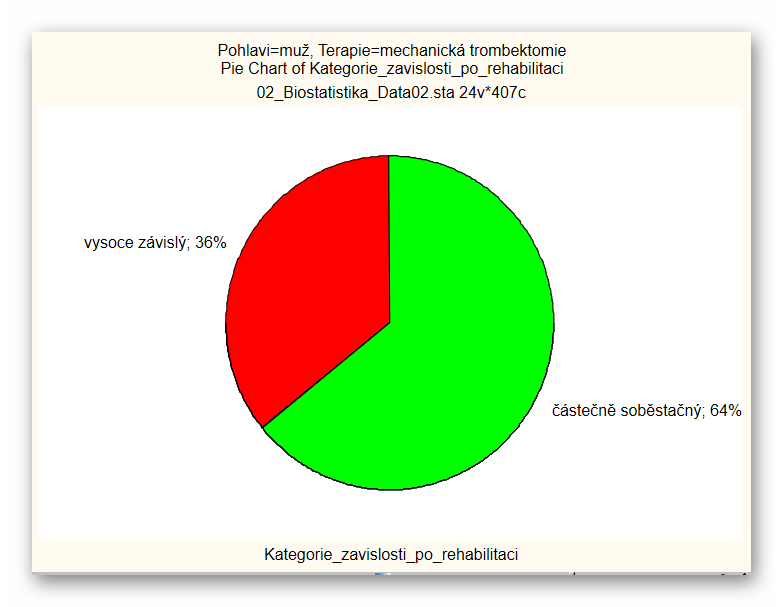 Pohlavi=muž, Terapie=mechanická trombektomie
Pie Chart of Kategorie_zavislosti_po_rehabilitaci
02_Biostatistika_Data02.sta 24v*407c
vysoce závislý; 36%
částečně soběstačný; 64%
Kategorie_zavislosti_po_rehabilitaci